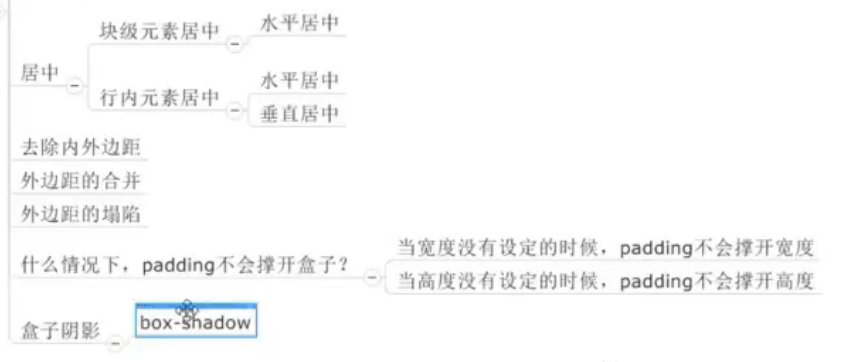 居中
块级元素居中
水平居中
行内元素居中
水平居中
垂直居中
去除内外边距
外边距的合并
外边距的塌陷
什么情况下，padding不会撑开盒子？
当宽度没有设定的时候，padding不会撑开宽度
当高度没有设定的时候，padding不会撑开高度
盒子阴影
box-shadow